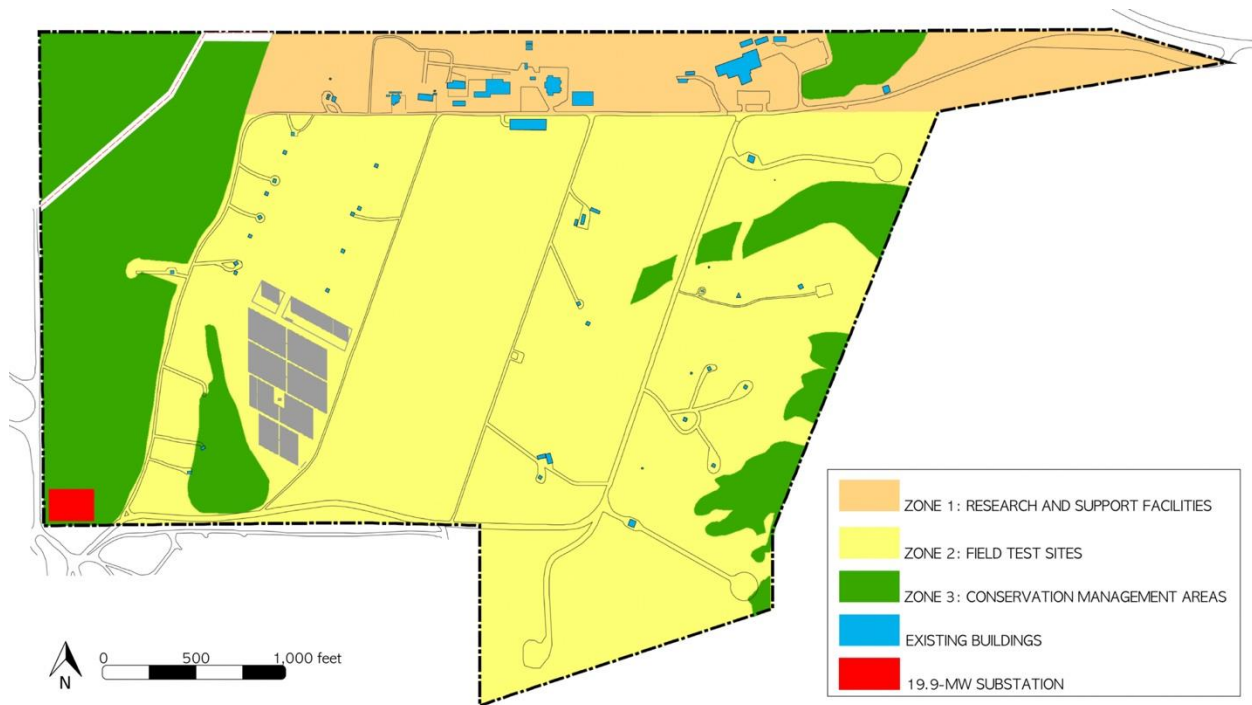 ZONE 1: RESEARCH AND SUPPORT FACILITIES
ZONE 2: FIELD TEST SITES
ZONE 3: CONSERVATION MANAGEMENT AREAS
EXISTING BUILDINGS
19.9-MW SUBSTATION
0 500 1,000 feet
N